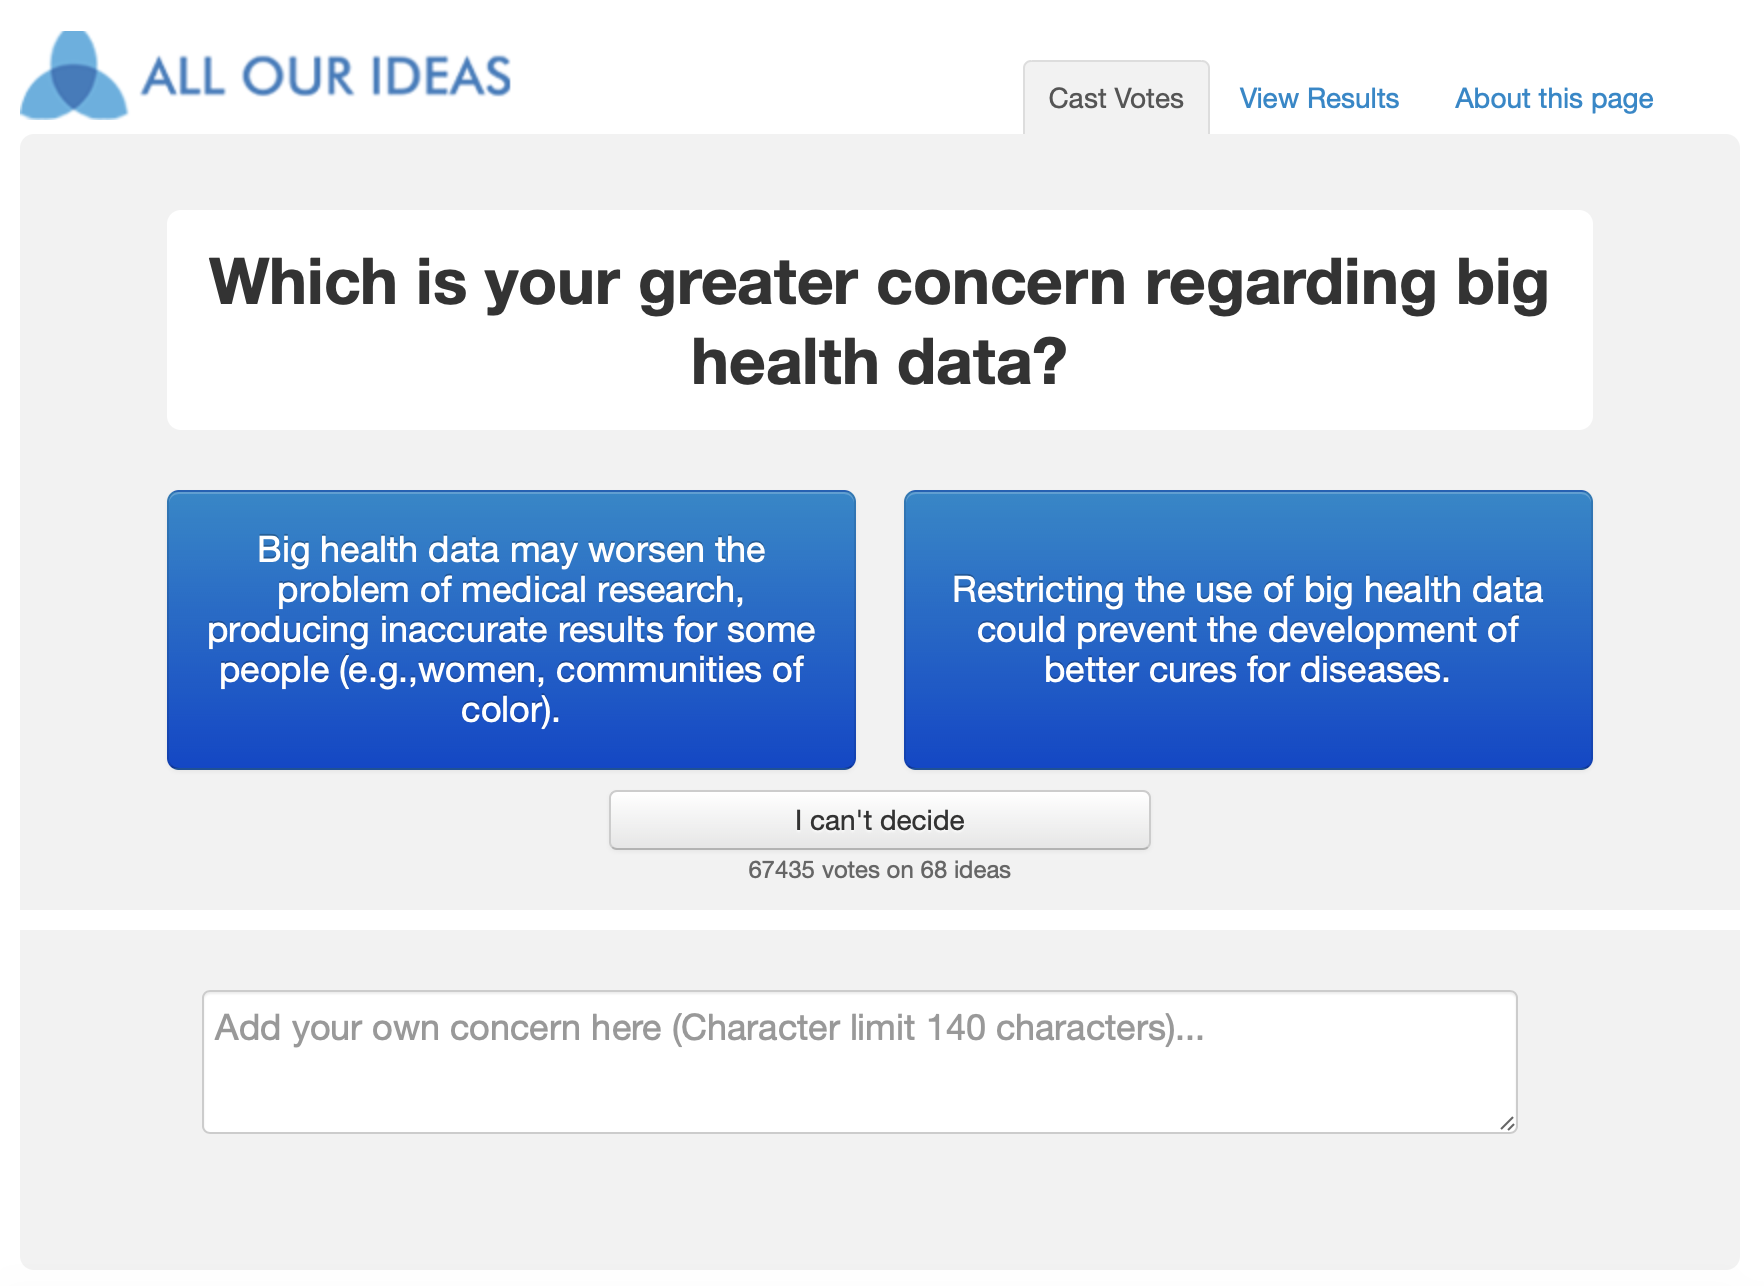 ALL OUR IDEAS
Cast Votes
View Results
About this page
Which is your greater concern regarding big
health data?
Big health data may worsen the
problem of medical research,
producing inaccurate results for some
people (e.g.,women, communities of
color).
Restricting the use of big health data
could prevent the development of
better cures for diseases.
I can't decide
67435 votes on 68 ideas
Add your own concern here (Character limit 140 characters)...